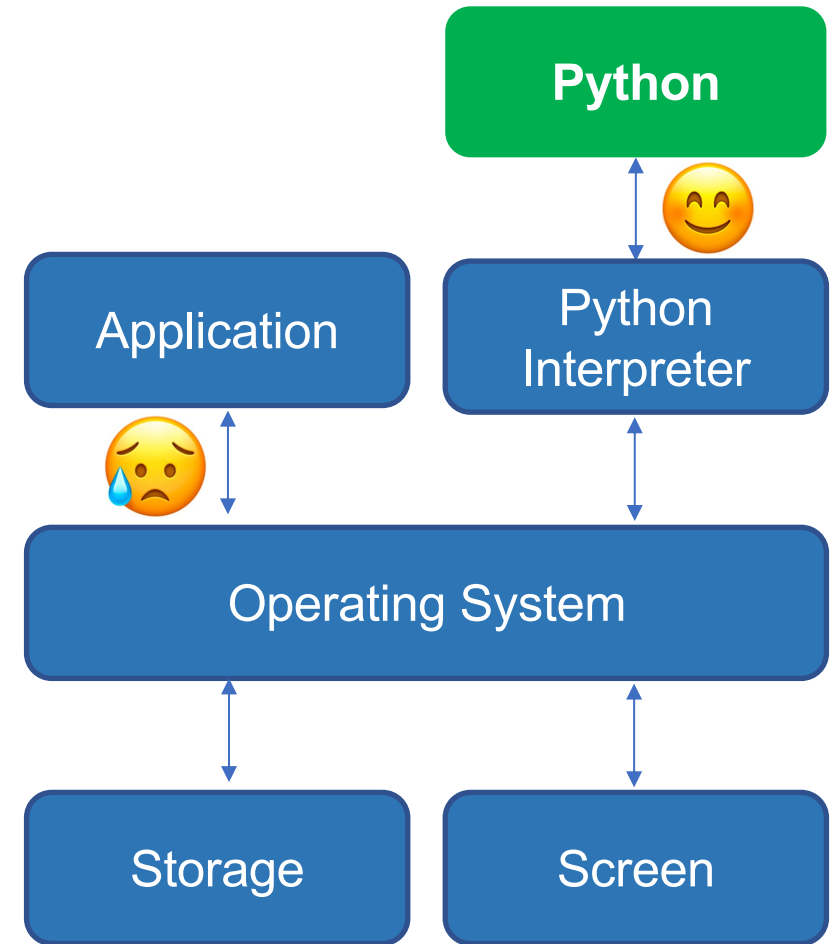 Python
Application
Python
Interpreter
Operating System
Storage
Screen